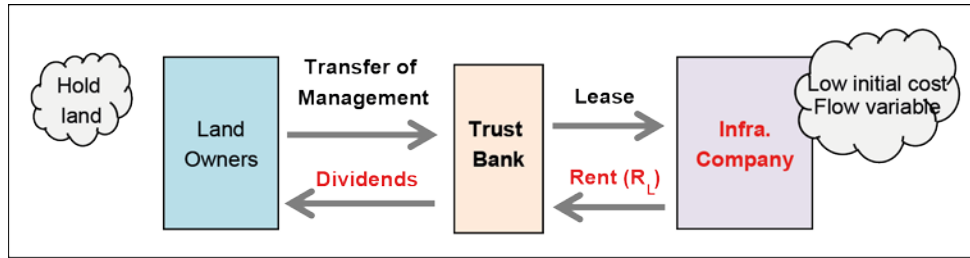 Hold
land
Land
Owners
Transfer of
Management
Dividends
Trust
Bank
Lease
Rent (R_L)
Infra.
Company
Low initial cost
Flow variable